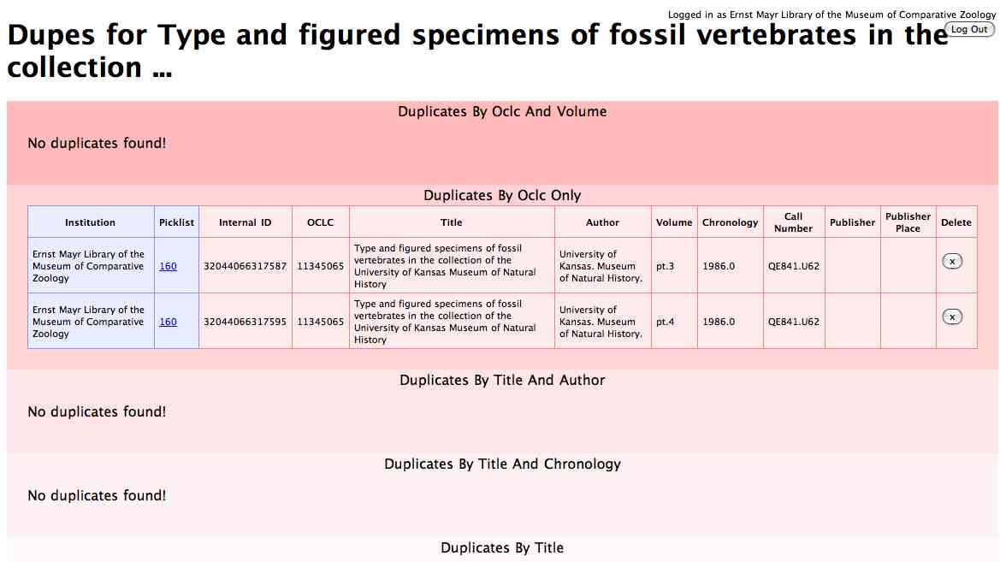 Logged in as Ernst Mayr Library of the Museum of Comparative Zoology
Log Out
Dupes for Type and figured specimens of fossil vertebrates in the
collection ...
Duplicates By Oclc And Volume
No duplicates found!
Duplicates By Oclc Only
Institution Picklist Internal ID OCLC Title Author Volume Chronology Call Number Publisher Publisher Place Delete
Ernst Mayr Library of the Museum of Comparative Zoology 160 32044066317587 11345065 Type and figured specimens of fossil vertebrates in the collection of the University of Kansas Museum of Natural History University of Kansas. Museum of Natural History. pt.3 1986.0 QE841.U62 x
Ernst Mayr Library of the Museum of Comparative Zoology 160 32044066317595 11345065 Type and figured specimens of fossil vertebrates in the collection of the University of Kansas Museum of Natural History University of Kansas. Museum of Natural History. pt.4 1986.0 QE841.U62 x
Duplicates By Title And Author
No duplicates found!
Duplicates By Title And Chronology
No duplicates found!
Duplicates By Title